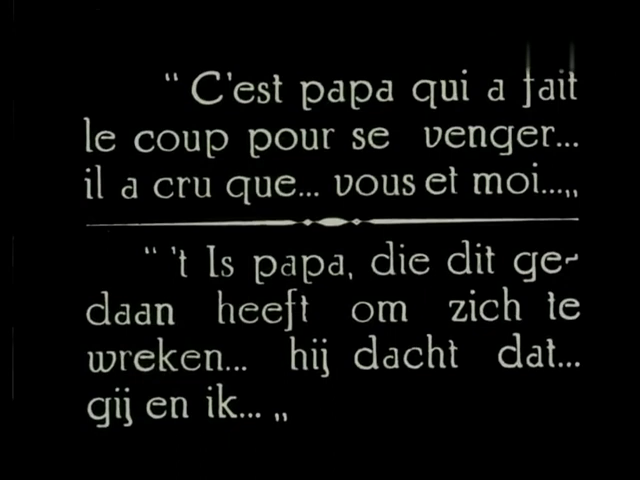 “ C'est papa qui a fait
le coup pour se venger...
il a cru que... vous et moi...„
“ 't Is papa, die dit ge-
daan heeft om zich te
wreken... hij dacht dat...
gij en ik... „